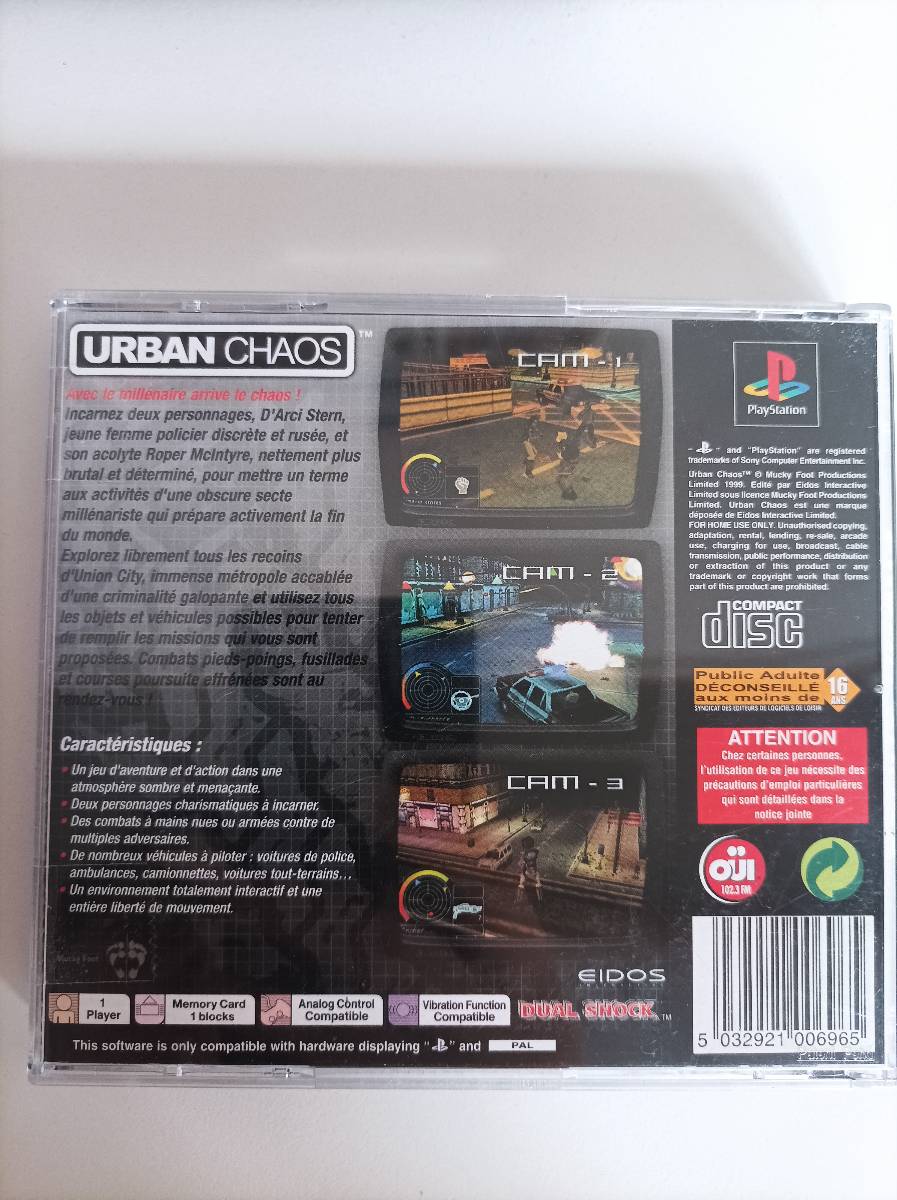 URBAN CHAOS™
Avec le millénaire arrive le chaos !
Incarnez deux personnages, D'Arci Stern,
jeune femme policier discrète et rusée, et
son acolyte Roper McIntyre, nettement plus
brutal et déterminé, pour mettre un terme
aux activités d'une obscure secte
millénariste qui prépare activement la fin
du monde.
Explorez librement tous les recoins
d'Union City, immense métropole accablée
d'une criminalité galopante et utilisez tous
les objets et véhicules possibles pour tenter
de remplir les missions qui vous sont
proposées. Combats pieds-poings, fusillades
et courses poursuite effrénées sont au
rendez-vous
Caractéristiques :
• Un jeu d'aventure et d'action dans une
atmosphère sombre et menaçante.
• Deux personnages charismatiques à incarner.
• Des combats à mains nues ou armées contre de
multiples adversaires.
• De nombreux véhicules à piloter : voitures de police,
ambulances, camionnettes, voitures tout-terrains...
• Un environnement totalement interactif et une
entière liberté de mouvement.
Mucky Foot
CAM - 1
CAM - 2
CAM - 3
EIDOS
PlayStation
" " and "PlayStation" are registered
trademarks of Sony Computer Entertainment Inc.
Urban Chaos™ © Mucky Foot Productions
Limited 1999. Edité par Eidos Interactive
Limited sous licence Mucky Foot Productions
Limited. Urban Chaos est une marque
déposée de Eidos Interactive Limited.
FOR HOME USE ONLY. Unauthorised copying,
adaptation, rental, lending, re-sale, arcade
use, charging for use, broadcast, cable
transmission, public performance, distribution
or extraction of this product or any
trademark or copyright work that forms
part of this product are prohibited.
COMPACT
disc
Public Adulte
DÉCONSEILLÉ
aux moins de
16
ANS
SYNDICAT DES EDITEURS DE LOGICIELS DE LOISIR
ATTENTION
Chez certaines personnes,
l'utilisation de ce jeu nécessite des
précautions d'emploi particulières
qui sont détaillées dans la
notice jointe
OÜI
102.3 FM
5 032921 006965
1
Player
Memory Card
1 blocks
Analog Control
Compatible
Vibration Function
Compatible
DUAL SHOCK™
This software is only compatible with hardware displaying " " and PAL